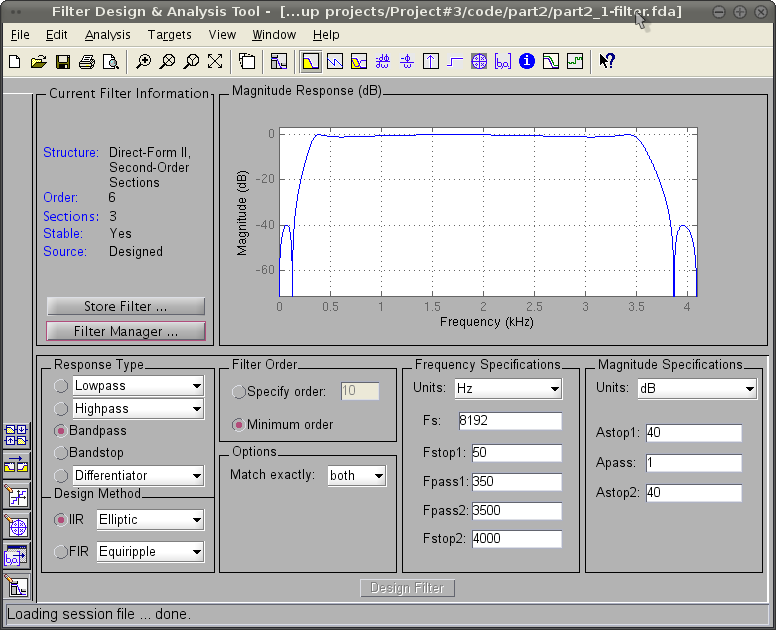 Filter Design & Analysis Tool - [...up projects/Project#3/code/part2/part2_1-filter.fda]
File Edit Analysis Targets View Window Help
Current Filter Information
Structure: Direct-Form II,
Second-Order
Sections
Order: 6
Sections: 3
Stable: Yes
Source: Designed
Store Filter ...
Filter Manager ...
Magnitude Response (dB)
Magnitude (dB)
0
-20
-40
-60
0 0.5 1 1.5 2 2.5 3 3.5 4
Frequency (kHz)
Response Type
Lowpass
Highpass
Bandpass
Bandstop
Differentiator
Design Method
IIR Elliptic
FIR Equiripple
Filter Order
Specify order: 10
Minimum order
Options
Match exactly: both
Frequency Specifications
Units: Hz
Fs: 8192
Fstop1: 50
Fpass1: 350
Fpass2: 3500
Fstop2: 4000
Magnitude Specifications
Units: dB
Astop1: 40
Apass: 1
Astop2: 40
Design Filter
Loading session file ... done.